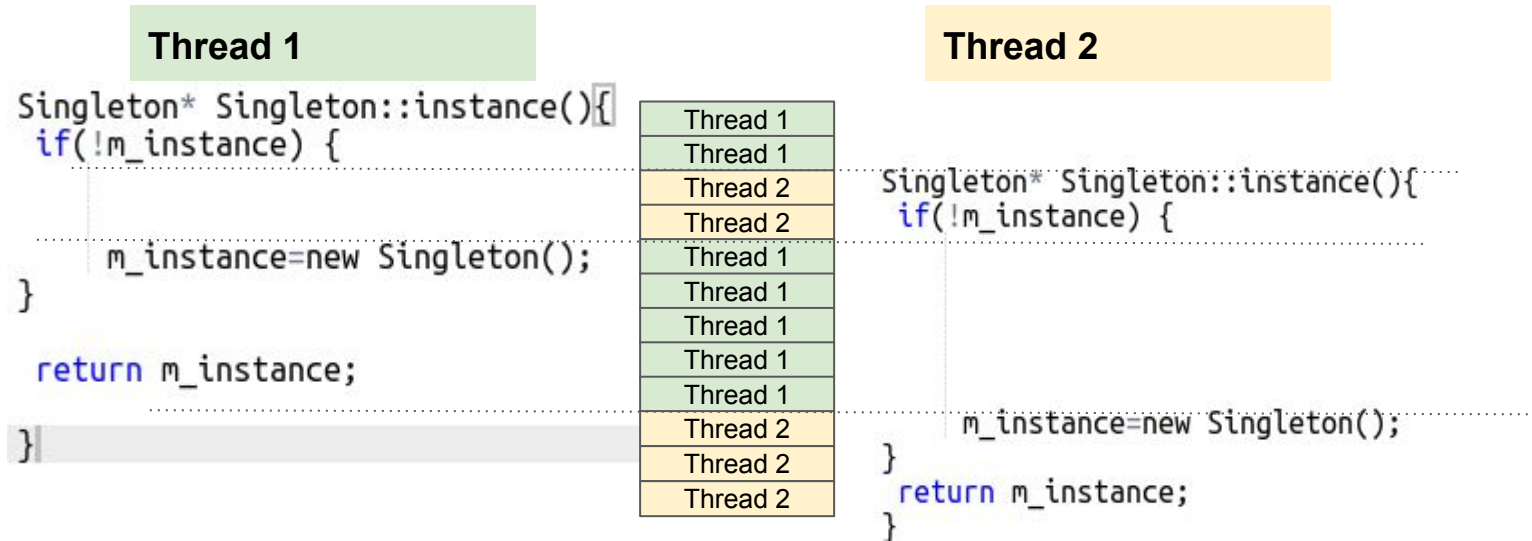 Thread 1
Singleton* Singleton::instance(){
if(!m_instance) {
m_instance=new Singleton();
}
return m_instance;
}
Thread 1
Thread 1
Thread 2
Thread 2
Thread 1
Thread 1
Thread 1
Thread 1
Thread 1
Thread 2
Thread 2
Thread 2
Thread 2
Singleton* Singleton::instance(){
if(!m_instance) {
m_instance=new Singleton();
}
return m_instance;
}